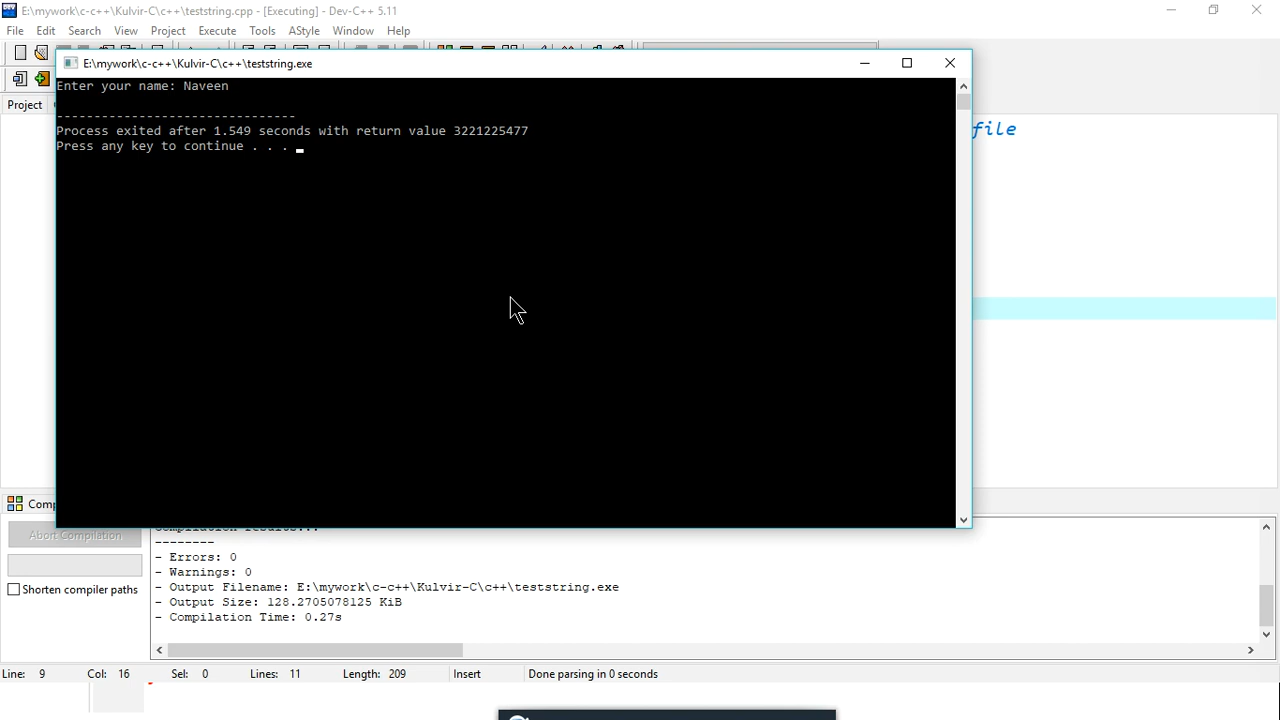 E:\mywork\c-c++\Kulvir-C\c++\teststring.cpp - [Executing] - Dev-C++ 5.11
File Edit Search View Project Execute Tools AStyle Window Help
E:\mywork\c-c++\Kulvir-C\c++\teststring.exe
Enter your name: Naveen
--------------------------------
Process exited after 1.549 seconds with return value 3221225477
Press any key to continue . . .
Project
file
Compilation results...
--------
- Errors: 0
- Warnings: 0
- Output Filename: E:\mywork\c-c++\Kulvir-C\c++\teststring.exe
- Output Size: 128.2705078125 KiB
- Compilation Time: 0.27s
Comp
Abort Compilation
Shorten compiler paths
Line: 9 Col: 16 Sel: 0 Lines: 11 Length: 209 Insert Done parsing in 0 seconds